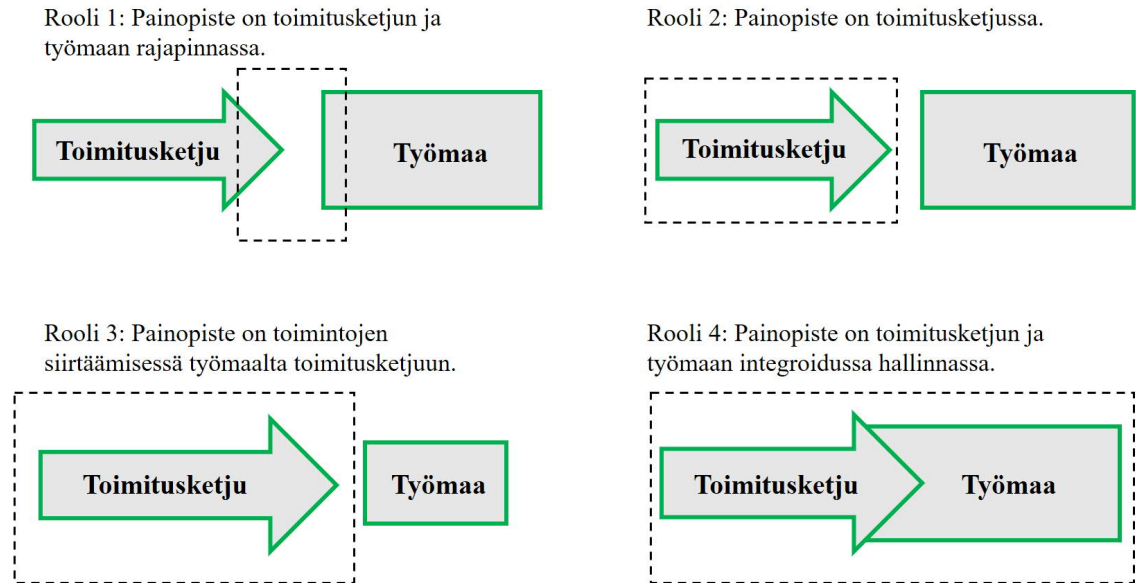 Rooli 1: Painopiste on toimitusketjun ja
työmaan rajapinnassa.
Toimitusketju
Työmaa
Rooli 2: Painopiste on toimitusketjussa.
Toimitusketju
Työmaa
Rooli 3: Painopiste on toimintojen
siirtäämisessä työmaalta toimitusketjuun.
Toimitusketju
Työmaa
Rooli 4: Painopiste on toimitusketjun ja
työmaan integroidussa hallinnassa.
Toimitusketju
Työmaa